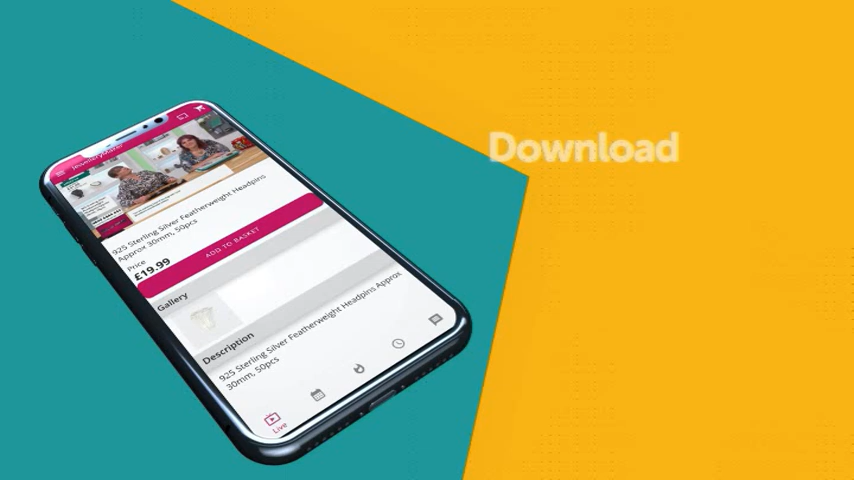 Download
JewelleryMaker
925 Sterling Silver Featherweight Headpins
Approx 30mm, 50pcs
Price
£19.99
ADD TO BASKET
Gallery
Description
925 Sterling Silver Featherweight Headpins Approx
30mm, 50pcs
Live